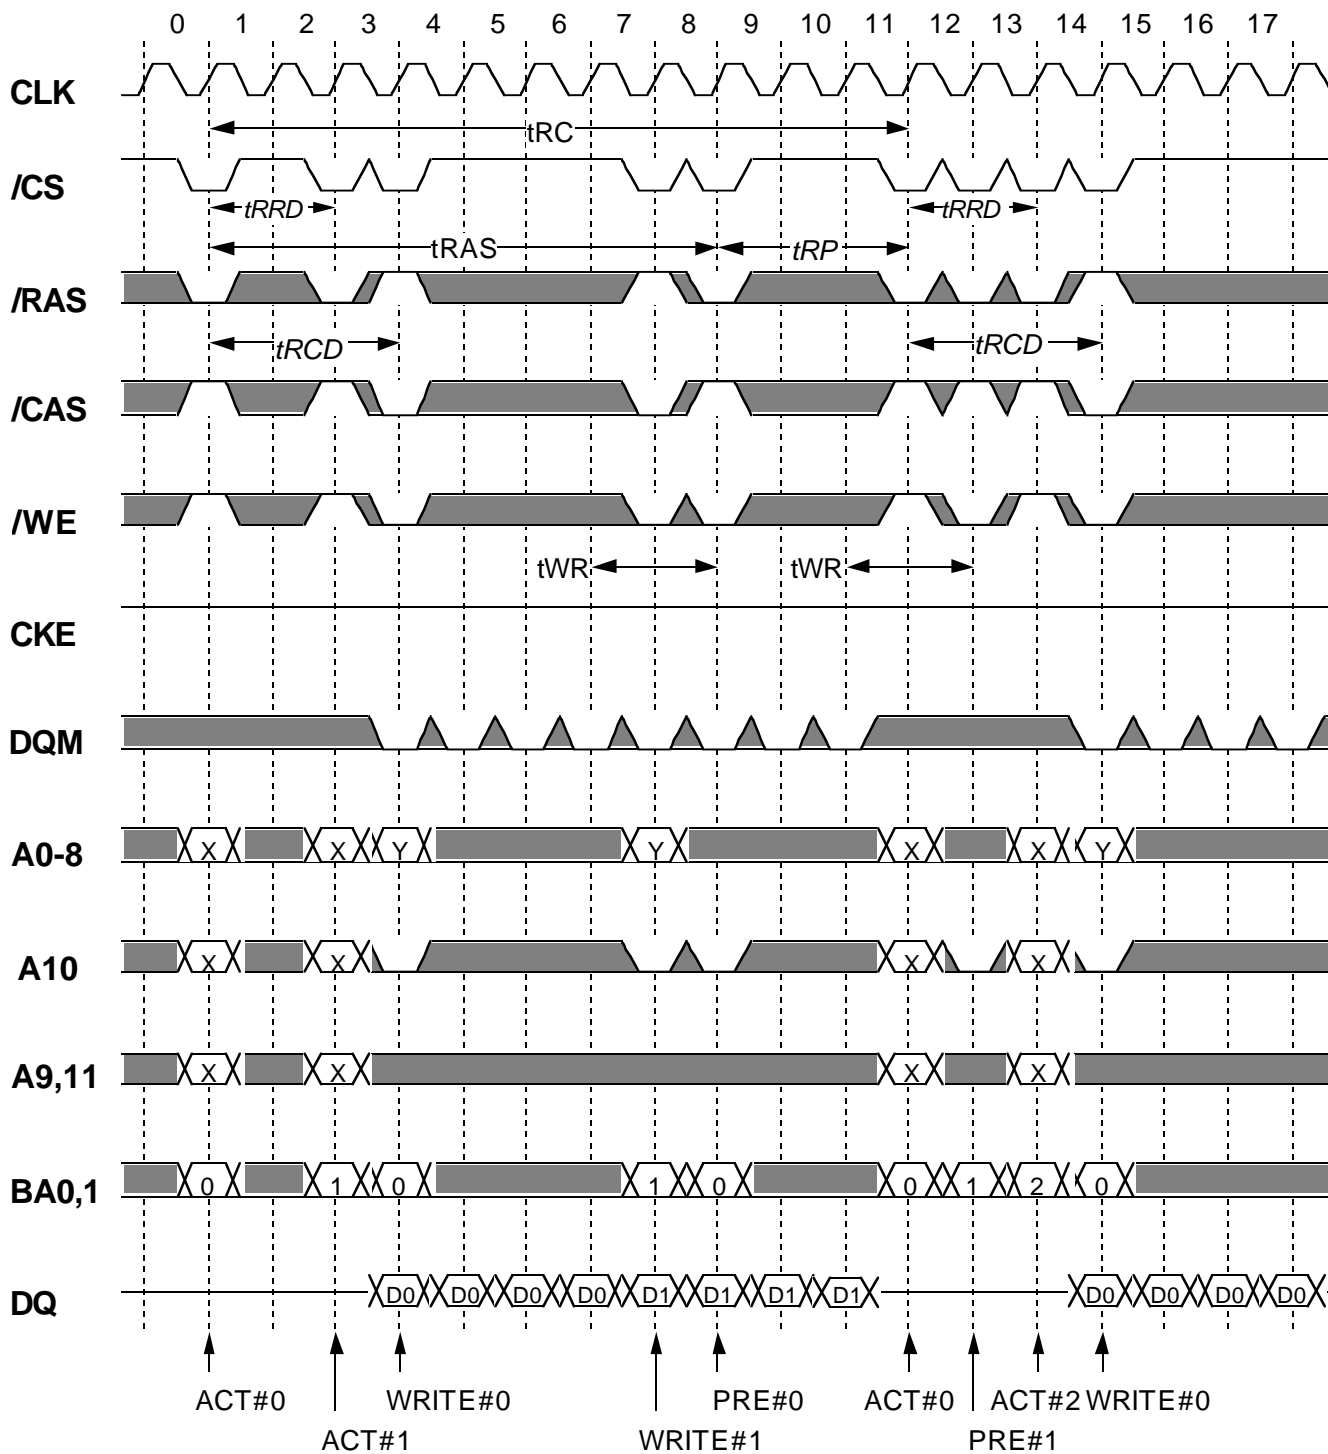 0 1 2 3 4 5 6 7 8 9 10 11 12 13 14 15 16 17
CLK
tRC
/CS
tRRD tRRD
tRAS tRP
/RAS
tRCD tRCD
/CAS
/WE
tWR tWR
CKE
DQM
A0-8 X X Y Y X X Y
A10 X X X X
A9,11 X X X X
BA0,1 0 1 0 1 0 0 1 2 0
DQ D0 D0 D0 D0 D1 D1 D1 D1 D0 D0 D0 D0
ACT#0 WRITE#0 PRE#0 ACT#0 ACT#2 WRITE#0
ACT#1 WRITE#1 PRE#1